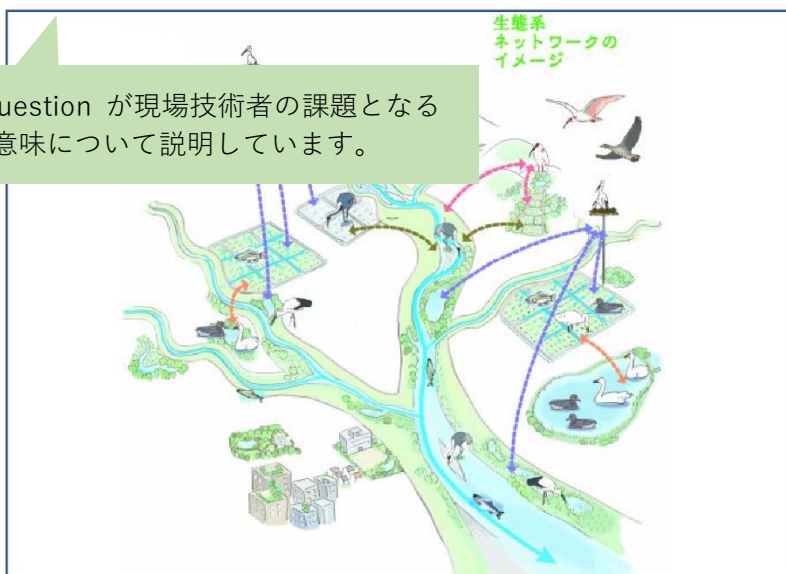 生態系
ネットワークの
イメージ
uestion が現場技術者の課題となる
意味について説明しています。